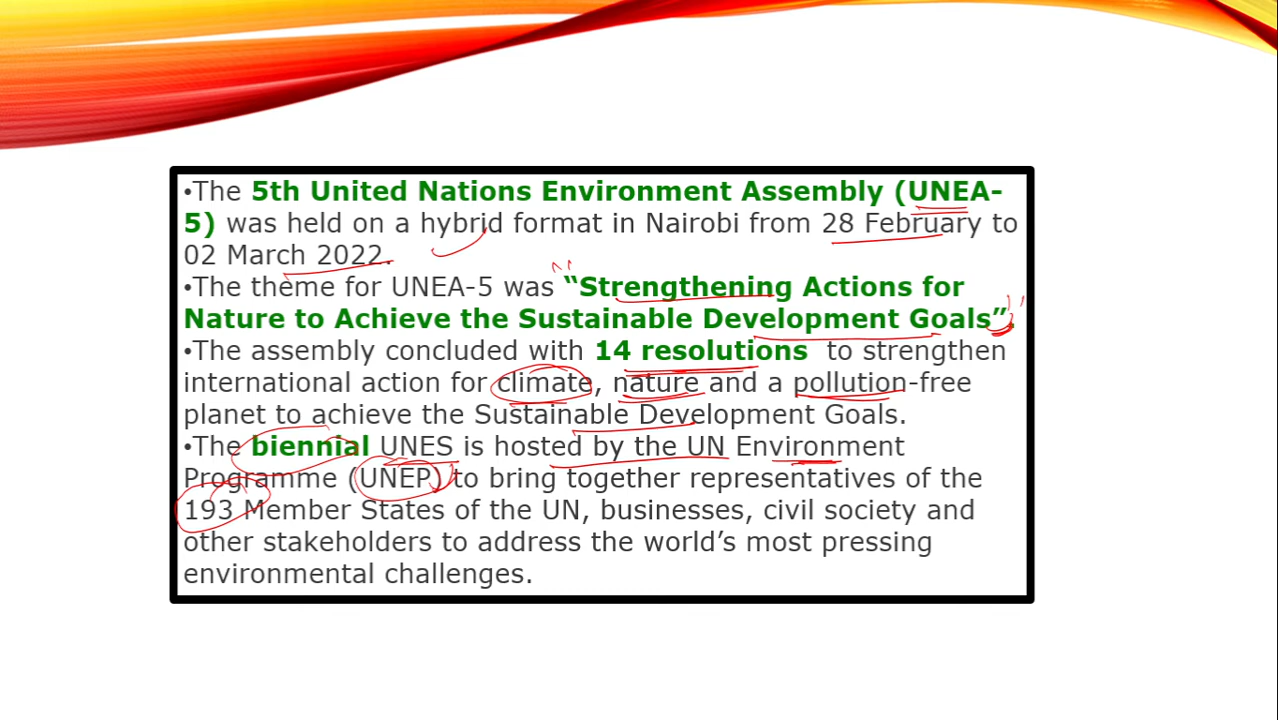 •The 5th United Nations Environment Assembly (UNEA-
5) was held on a hybrid format in Nairobi from 28 February to
02 March 2022.
•The theme for UNEA-5 was “Strengthening Actions for
Nature to Achieve the Sustainable Development Goals”.
•The assembly concluded with 14 resolutions to strengthen
international action for climate, nature and a pollution-free
planet to achieve the Sustainable Development Goals.
•The biennial UNES is hosted by the UN Environment
Programme (UNEP) to bring together representatives of the
193 Member States of the UN, businesses, civil society and
other stakeholders to address the world’s most pressing
environmental challenges.